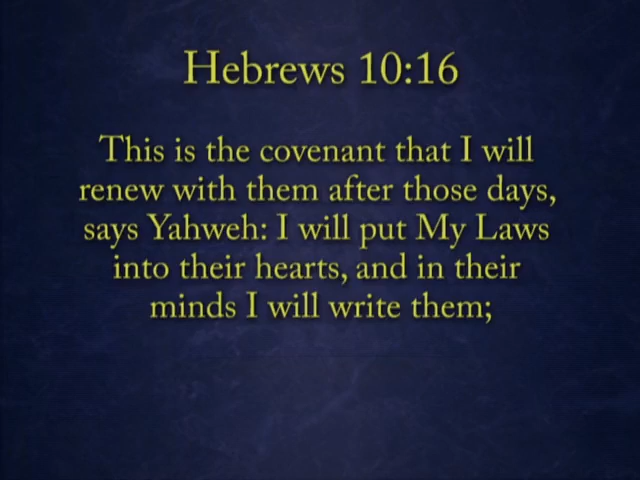 Hebrews 10:16
This is the covenant that I will
renew with them after those days,
says Yahweh: I will put My Laws
into their hearts, and in their
minds I will write them;